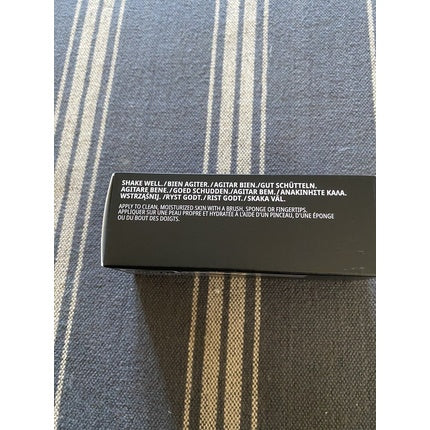 SHAKE WELL./BIEN AGITER./AGITAR BIEN./GUT SCHÜTTELN.
AGITARE BENE./GOED SCHUDDEN./AGITAR BEM./ΑΝΑΚΙΝΗΣΤΕ ΚΑΛΑ.
WSTRZĄŚNIJ./RYST GODT./RIST GODT./SKAKA VÄL.
APPLY TO CLEAN, MOISTURIZED SKIN WITH A BRUSH, SPONGE OR FINGERTIPS.
APPLIQUER SUR UNE PEAU PROPRE ET HYDRATÉE À L'AIDE D'UN PINCEAU, D'UNE ÉPONGE
OU DU BOUT DES DOIGTS.